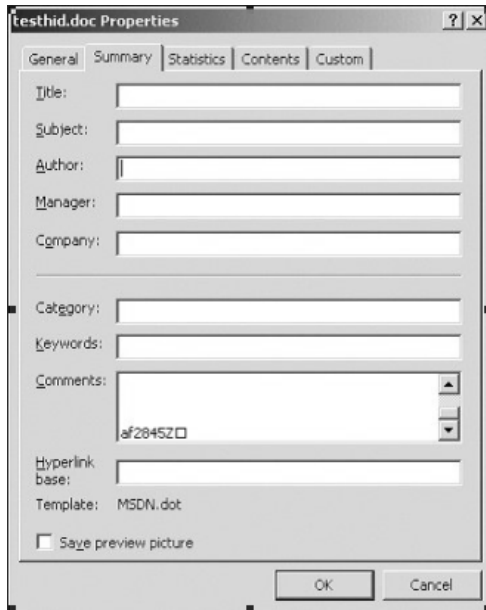 testhid.doc Properties
General Summary Statistics Contents Custom
Title:
Subject:
Author:
Manager:
Company:
Category:
Keywords:
Comments:
af2845Z□
Hyperlink
base:
Template: MSDN.dot
Save preview picture
OK Cancel